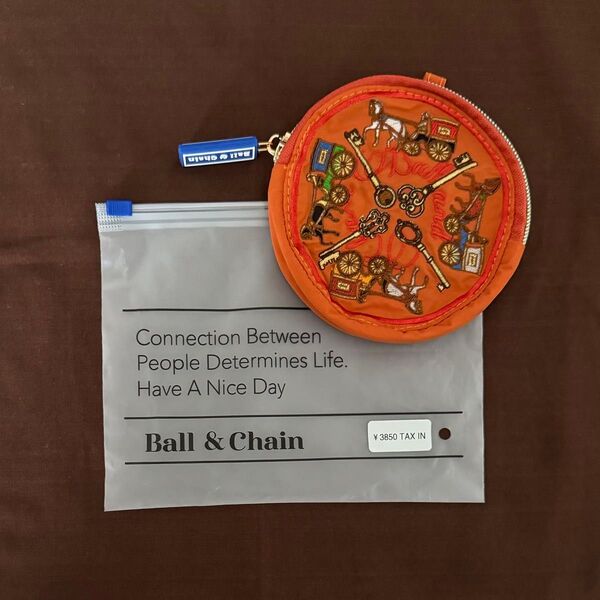 Ball & Chain
Connection Between
People Determines Life.
Have A Nice Day
Ball & Chain
¥3850 TAX IN